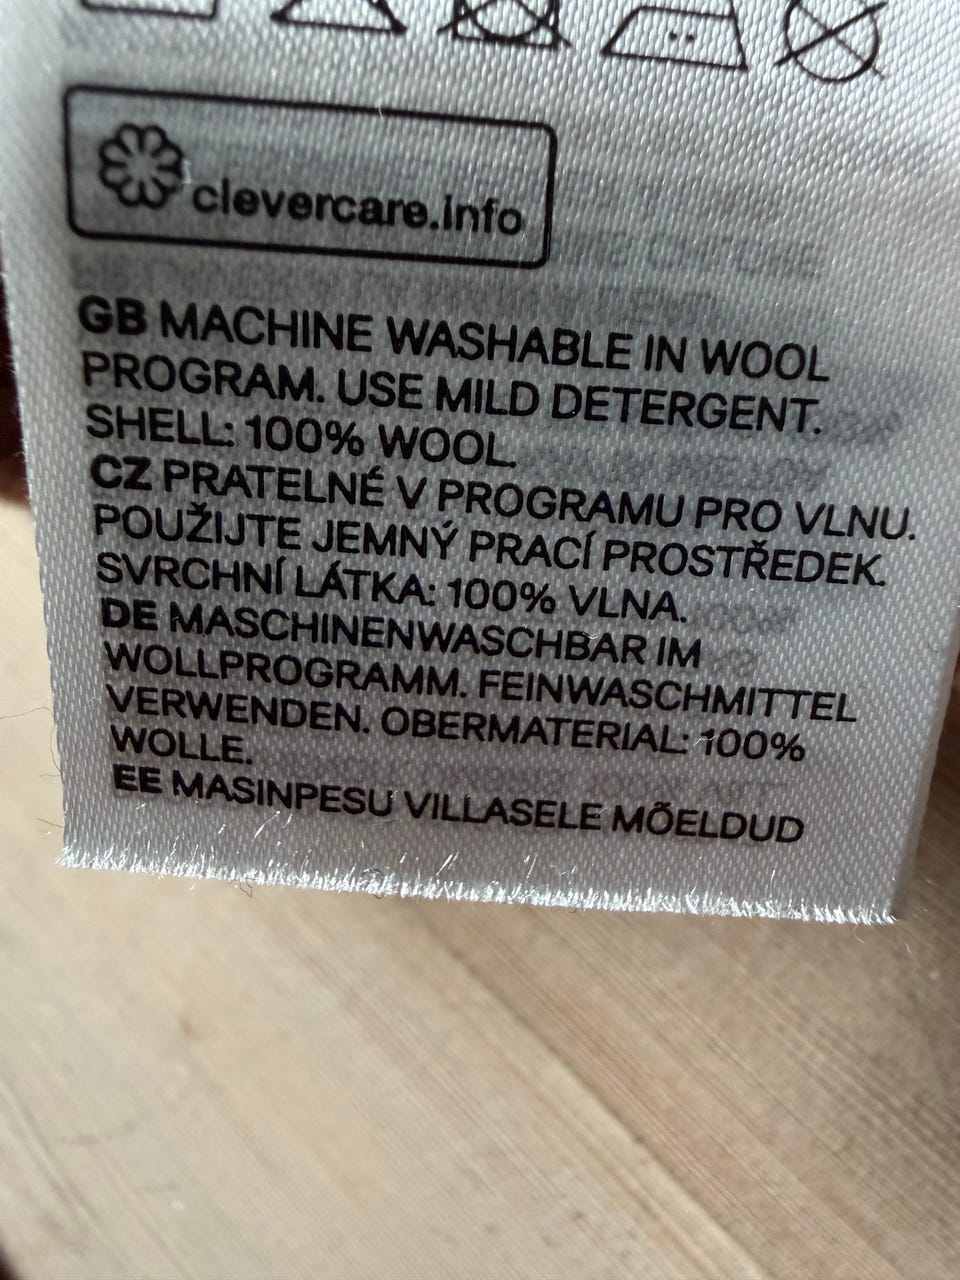 clevercare.info
GB MACHINE WASHABLE IN WOOL
PROGRAM. USE MILD DETERGENT.
SHELL: 100% WOOL.
CZ PRATELNÉ V PROGRAMU PRO VLNU.
POUŽIJTE JEMNÝ PRACÍ PROSTŘEDEK.
SVRCHNÍ LÁTKA: 100% VLNA.
DE MASCHINENWASCHBAR IM
WOLLPROGRAMM. FEINWASCHMITTEL
VERWENDEN. OBERMATERIAL: 100%
WOLLE.
EE MASINPESU VILLASELE MÕELDUD